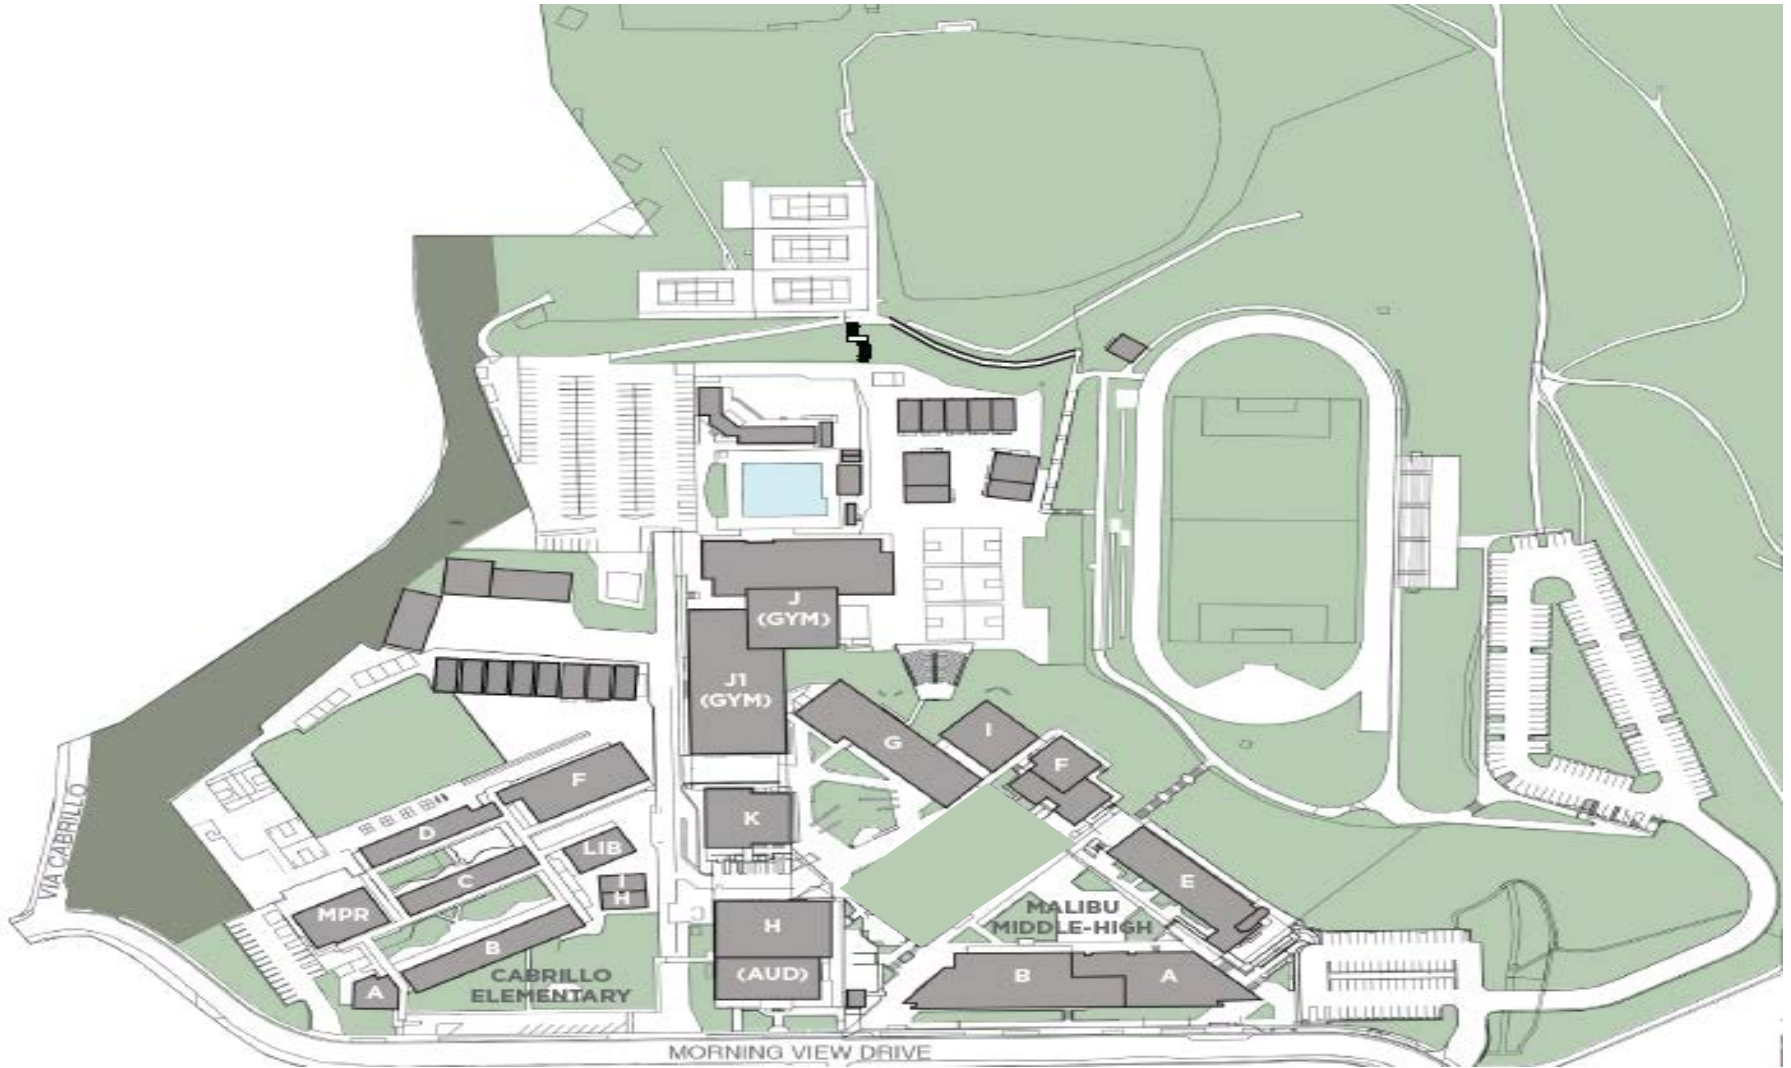 J
(GYM)
J1
(GYM)
G
I
F
F
K
D
LIB
C
I
H
E
VIA CABRILLO
MPR
MALIBU
MIDDLE-HIGH
H
B
(AUD)
B
A
CABRILLO
ELEMENTARY
A
MORNING VIEW DRIVE